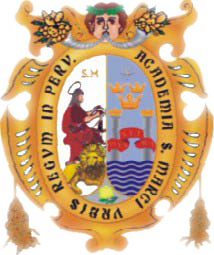 ACADEMIA S. MARCI VRBIS REGVM IN PERV.
S. M